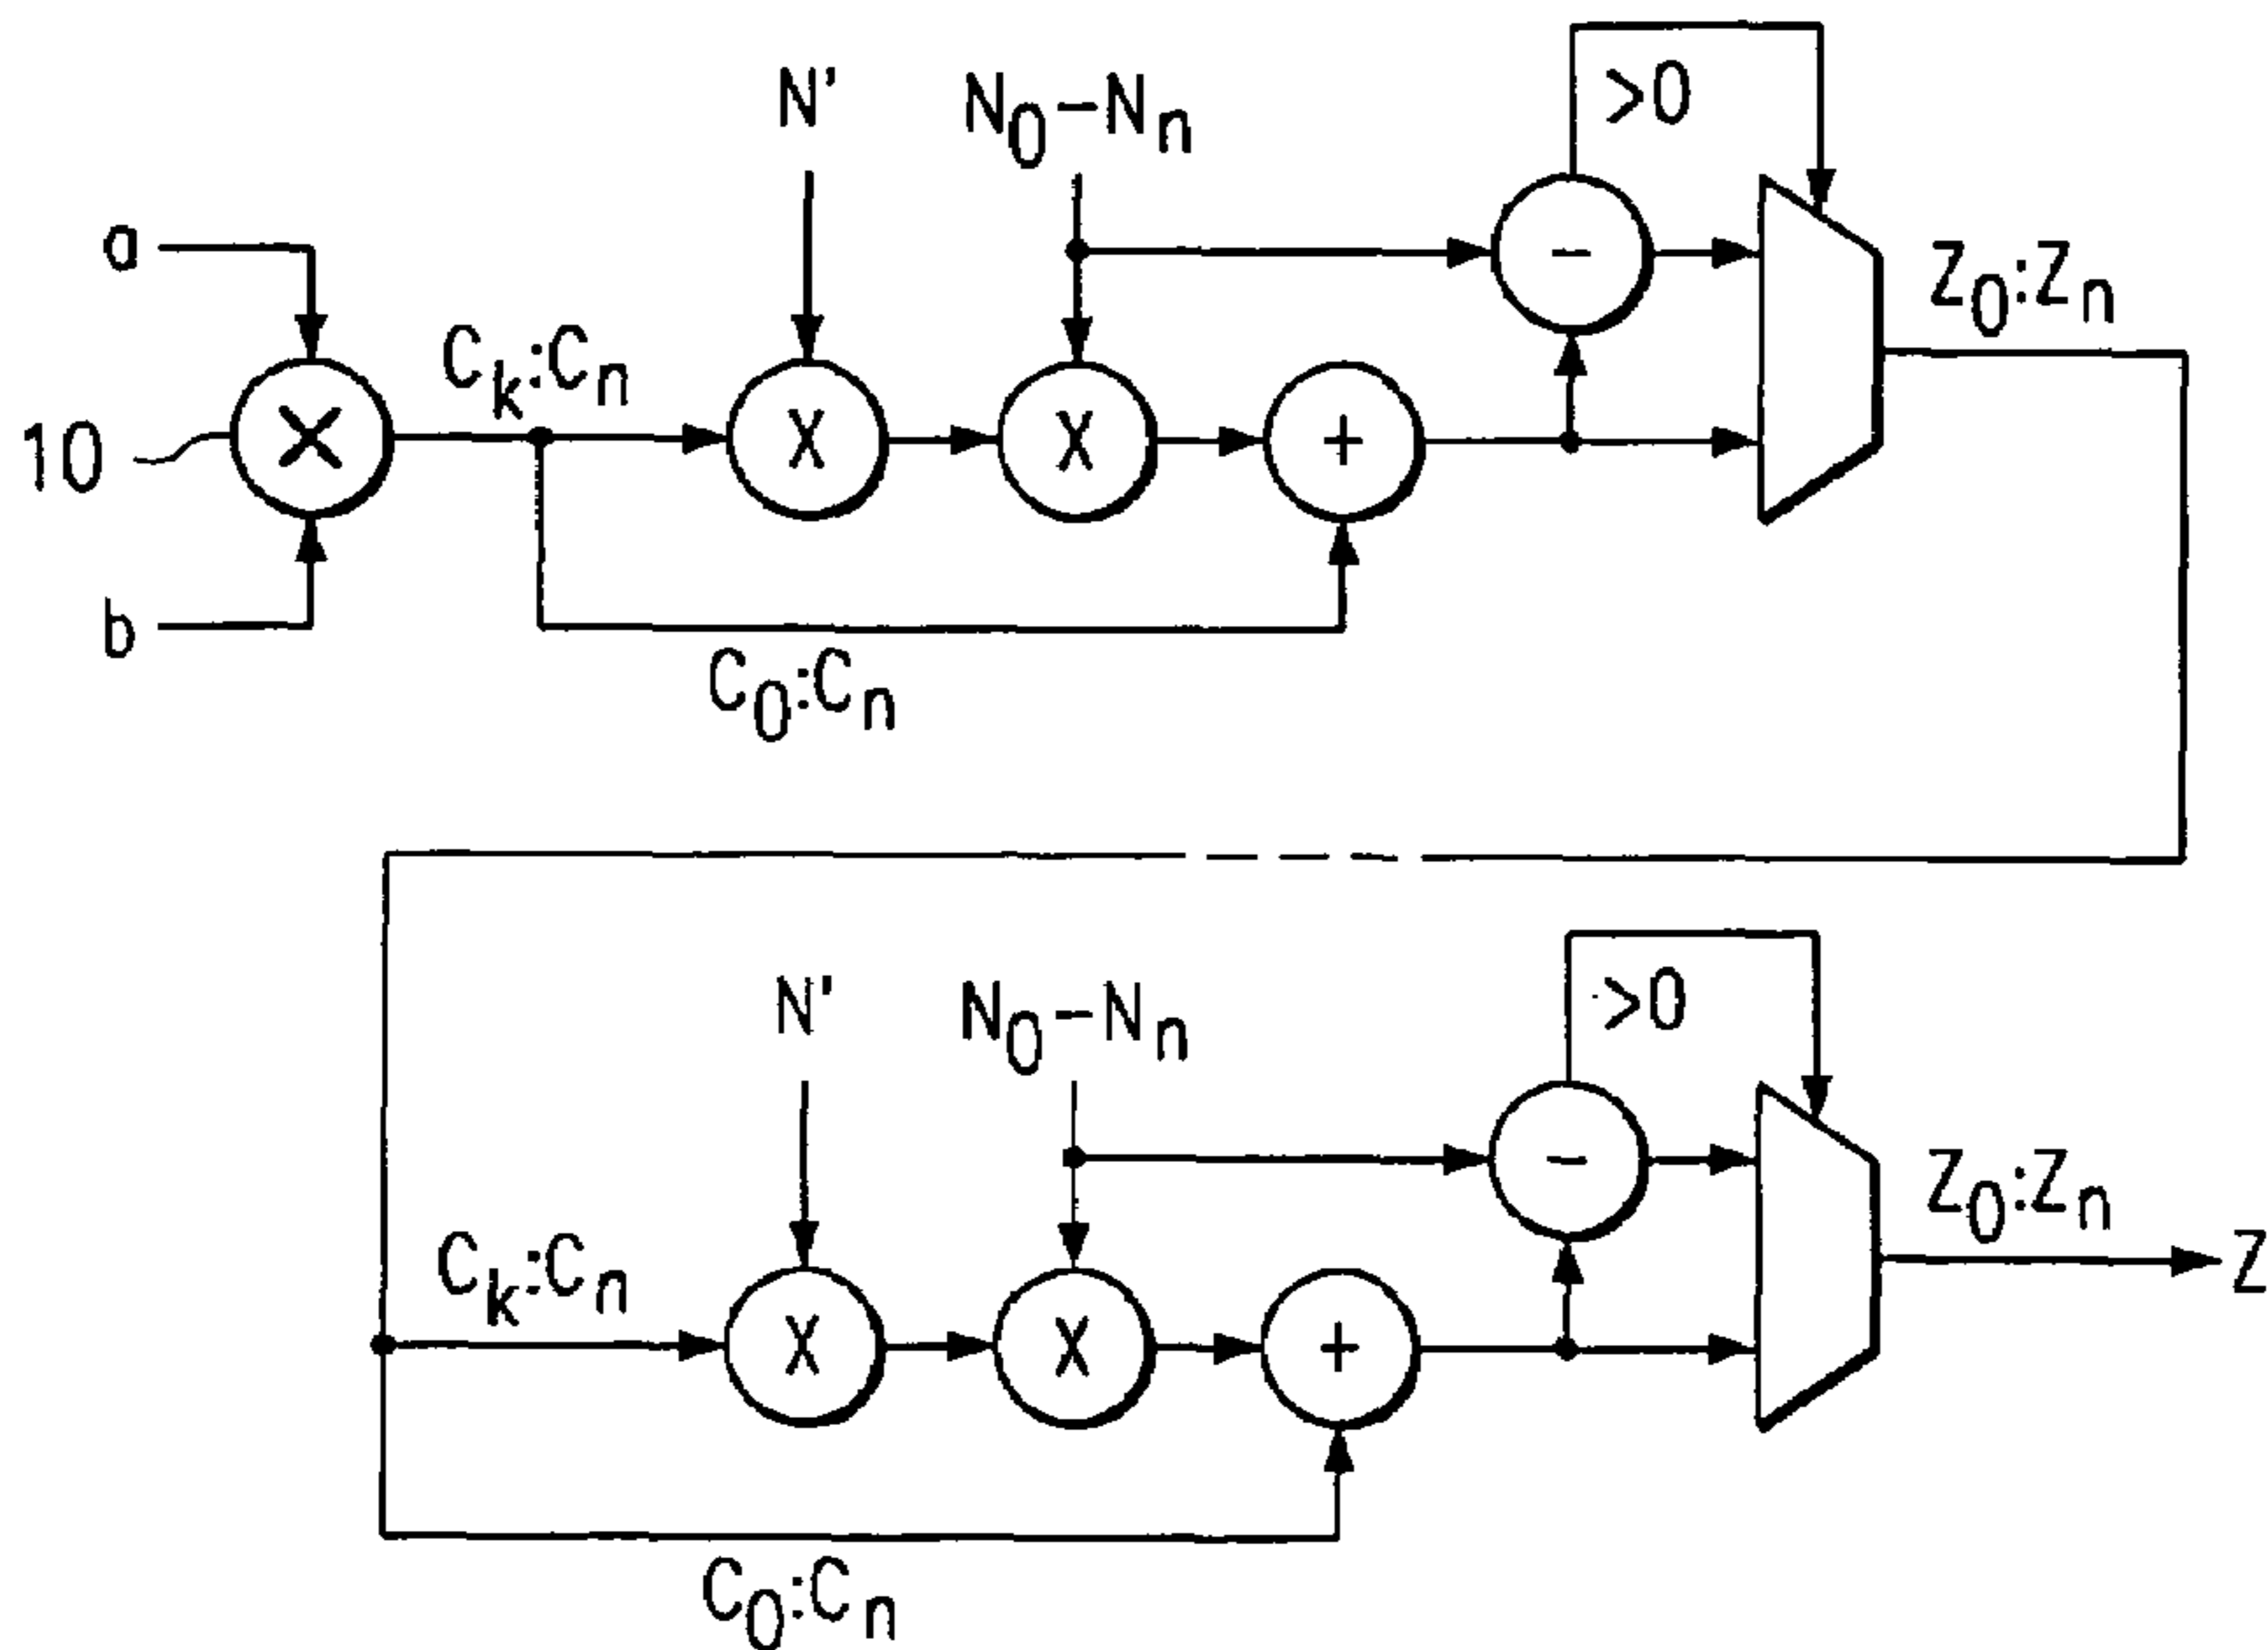 N'
N₀-Nₙ
>0
a
Cₖ:Cₙ
Z₀:Zₙ
10
X
X
X
+
-
b
C₀:Cₙ
N'
N₀-Nₙ
>0
Cₖ:Cₙ
X
X
+
-
Z₀:Zₙ
Z
C₀:Cₙ